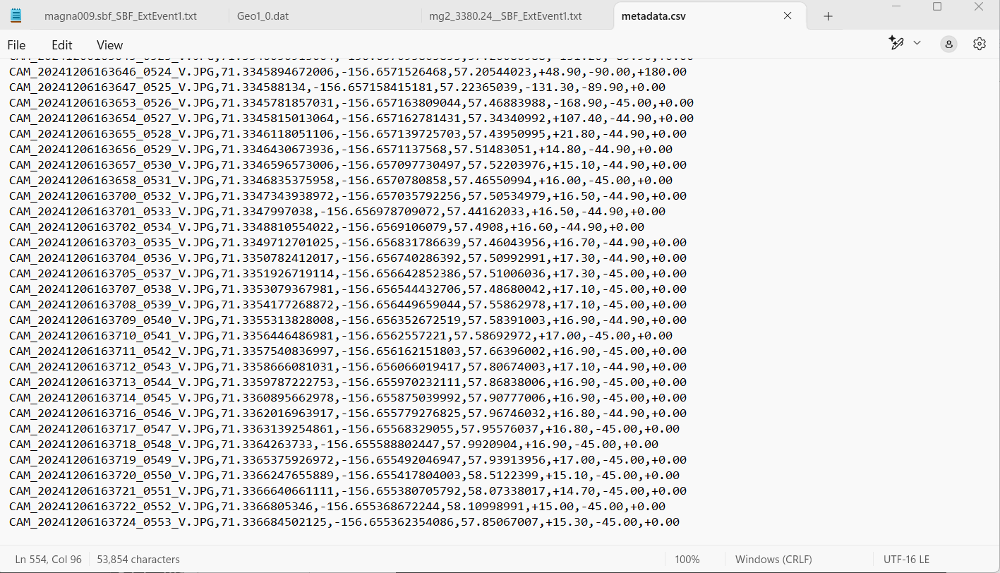 magna009.sbf_SBF_ExtEvent1.txt
Geo1_0.dat
mg2_3380.24__SBF_ExtEvent1.txt
metadata.csv
File Edit View
CAM_20241206163646_0524_V.JPG,71.3345894672006,-156.6571526468,57.20544023,+48.90,-90.00,+180.00
CAM_20241206163647_0525_V.JPG,71.334588134,-156.657158415181,57.22365039,-131.30,-89.90,+0.00
CAM_20241206163653_0526_V.JPG,71.3345781857031,-156.657163809044,57.46883988,-168.90,-45.00,+0.00
CAM_20241206163654_0527_V.JPG,71.3345815013064,-156.657162781431,57.34340992,+107.40,-44.90,+0.00
CAM_20241206163655_0528_V.JPG,71.3346118051106,-156.657139725703,57.43950995,+21.80,-44.90,+0.00
CAM_20241206163656_0529_V.JPG,71.3346430673936,-156.6571137568,57.51483051,+14.80,-44.90,+0.00
CAM_20241206163657_0530_V.JPG,71.3346596573006,-156.657097730497,57.52203976,+15.10,-44.90,+0.00
CAM_20241206163658_0531_V.JPG,71.3346835375958,-156.6570780858,57.46550994,+16.00,-45.00,+0.00
CAM_20241206163700_0532_V.JPG,71.3347343938972,-156.657035792256,57.50534979,+16.50,-44.90,+0.00
CAM_20241206163701_0533_V.JPG,71.3347997038,-156.656978709072,57.44162033,+16.50,-44.90,+0.00
CAM_20241206163702_0534_V.JPG,71.3348810554022,-156.6569106079,57.4908,+16.60,-44.90,+0.00
CAM_20241206163703_0535_V.JPG,71.3349712701025,-156.656831786639,57.46043956,+16.70,-44.90,+0.00
CAM_20241206163704_0536_V.JPG,71.3350782412017,-156.656740286392,57.50992991,+17.30,-44.90,+0.00
CAM_20241206163705_0537_V.JPG,71.3351926719114,-156.656642852386,57.51006036,+17.30,-45.00,+0.00
CAM_20241206163707_0538_V.JPG,71.3353079367981,-156.656544432706,57.48680042,+17.10,-45.00,+0.00
CAM_20241206163708_0539_V.JPG,71.3354177268872,-156.656449659044,57.55862978,+17.10,-45.00,+0.00
CAM_20241206163709_0540_V.JPG,71.3355313828008,-156.656352672519,57.58391003,+16.90,-44.90,+0.00
CAM_20241206163710_0541_V.JPG,71.3356446486981,-156.6562557221,57.58692972,+17.00,-45.00,+0.00
CAM_20241206163711_0542_V.JPG,71.3357540836997,-156.656162151803,57.66396002,+16.90,-45.00,+0.00
CAM_20241206163712_0543_V.JPG,71.3358666081031,-156.656066019417,57.80674003,+17.10,-44.90,+0.00
CAM_20241206163713_0544_V.JPG,71.3359787222753,-156.655970232111,57.86838006,+16.90,-45.00,+0.00
CAM_20241206163714_0545_V.JPG,71.3360895662978,-156.655875039992,57.90777006,+16.90,-45.00,+0.00
CAM_20241206163716_0546_V.JPG,71.3362016963917,-156.655779276825,57.96746032,+16.80,-44.90,+0.00
CAM_20241206163717_0547_V.JPG,71.3363139254861,-156.65568329055,57.95576037,+16.80,-45.00,+0.00
CAM_20241206163718_0548_V.JPG,71.3364263733,-156.655588802447,57.9920904,+16.90,-45.00,+0.00
CAM_20241206163719_0549_V.JPG,71.3365375926972,-156.655492046947,57.93913956,+17.00,-45.00,+0.00
CAM_20241206163720_0550_V.JPG,71.3366247655889,-156.655417804003,58.5122399,+15.10,-45.00,+0.00
CAM_20241206163721_0551_V.JPG,71.3366640661111,-156.655380705792,58.07338017,+14.70,-45.00,+0.00
CAM_20241206163722_0552_V.JPG,71.3366805346,-156.655368672244,58.10998991,+15.00,-45.00,+0.00
CAM_20241206163724_0553_V.JPG,71.336684502125,-156.655362354086,57.85067007,+15.30,-45.00,+0.00
Ln 554, Col 96 53,854 characters 100% Windows (CRLF) UTF-16 LE